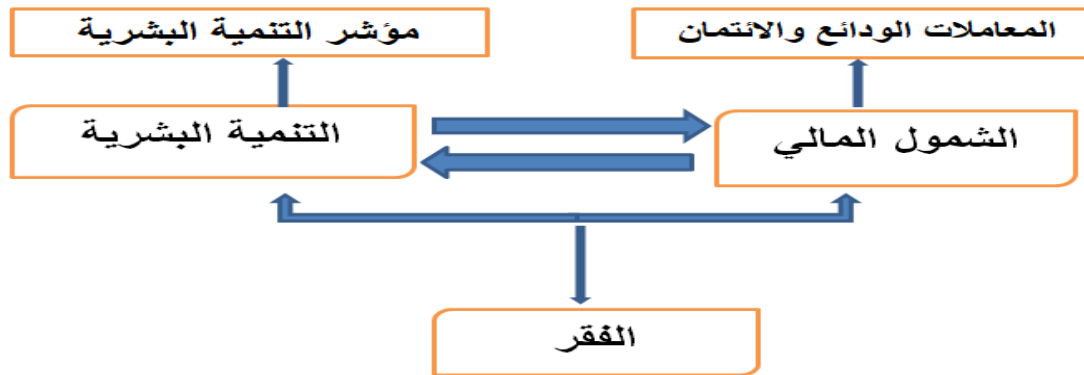 المعاملات الودائع والائتمان
مؤشر التنمية البشرية
الشمول المالي
التنمية البشرية
الفقر